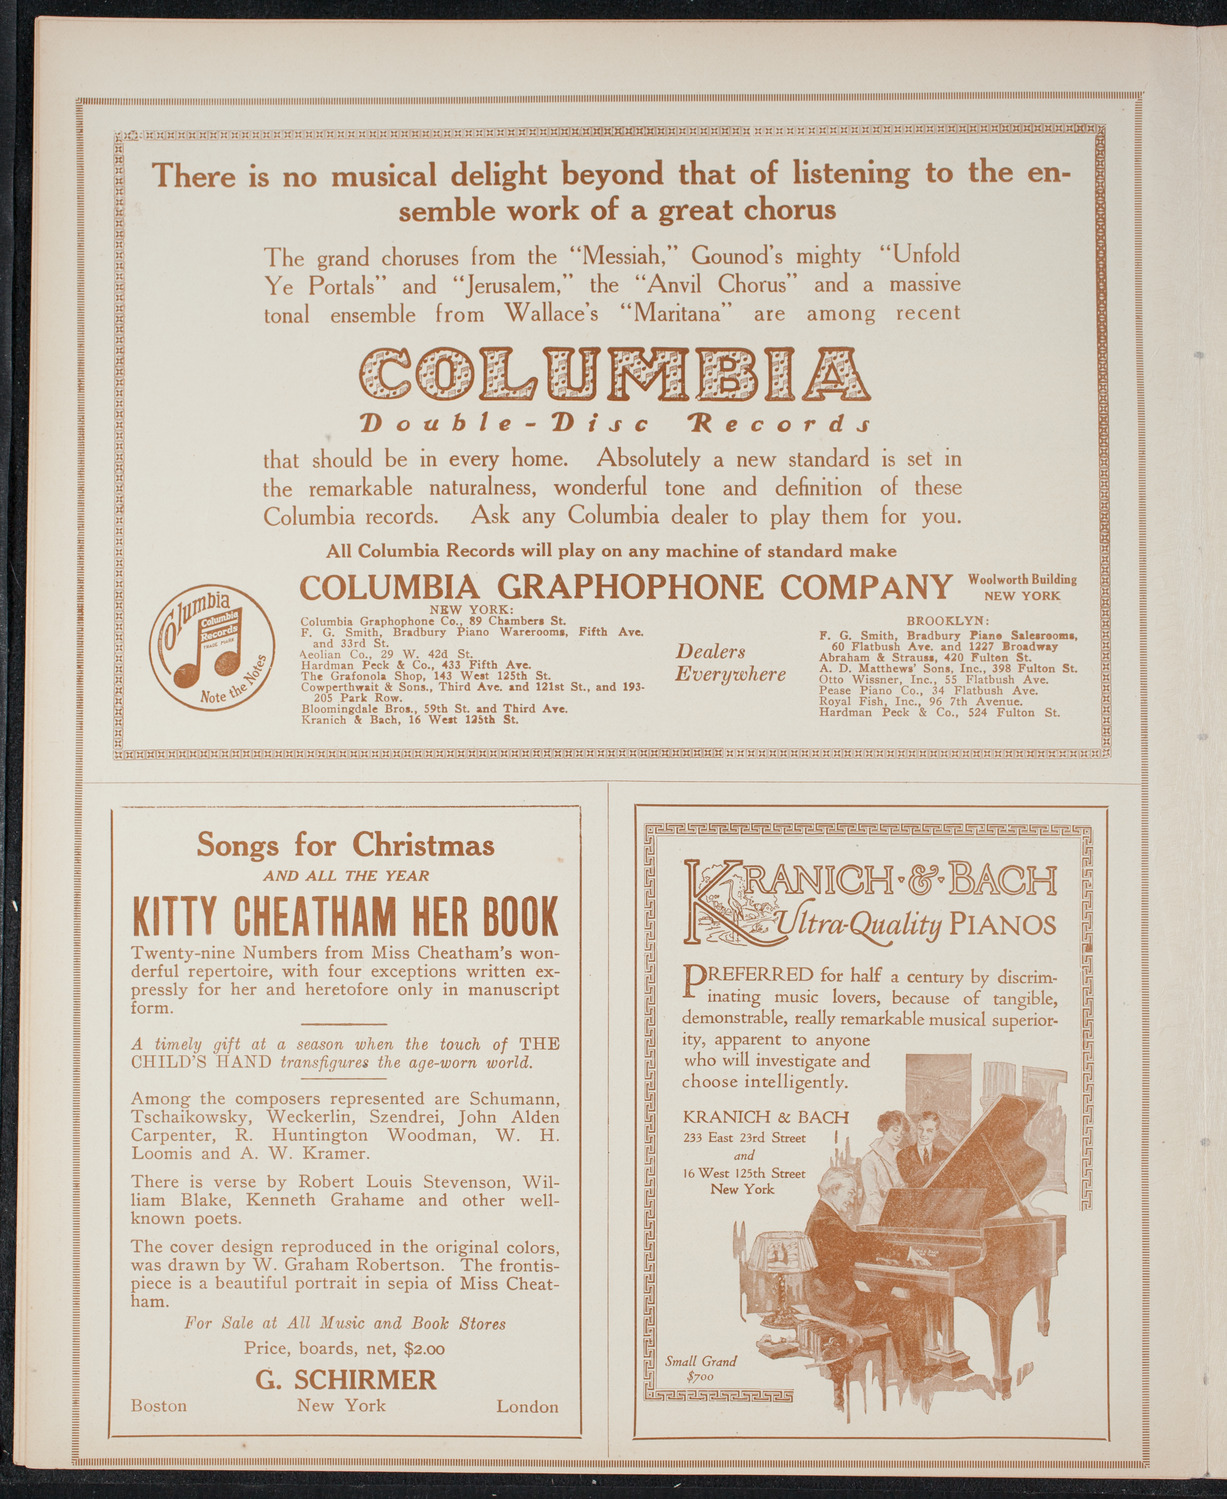 There is no musical delight beyond that of listening to the en-
semble work of a great chorus
The grand choruses from the "Messiah," Gounod's mighty "Unfold
Ye Portals" and "Jerusalem," the "Anvil Chorus" and a massive
tonal ensemble from Wallace's "Maritana" are among recent
COLUMBIA
Double-Disc Records
that should be in every home. Absolutely a new standard is set in
the remarkable naturalness, wonderful tone and definition of these
Columbia records. Ask any Columbia dealer to play them for you.
All Columbia Records will play on any machine of standard make
Columbia
Columbia
Records
TRADE MARK
Note the Notes
COLUMBIA GRAPHOPHONE COMPANY
Woolworth Building
NEW YORK
NEW YORK:
Columbia Graphophone Co., 89 Chambers St.
F. G. Smith, Bradbury Piano Warerooms, Fifth Ave.
and 33rd St.
Aeolian Co., 29 W. 42d St.
Hardman Peck & Co., 433 Fifth Ave.
The Grafonola Shop, 143 West 125th St.
Cowperthwait & Sons., Third Ave. and 121st St., and 193-
205 Park Row.
Bloomingdale Bros., 59th St. and Third Ave.
Kranich & Bach, 16 West 125th St.
Dealers
Everywhere
BROOKLYN:
F. G. Smith, Bradbury Piano Salesrooms,
60 Flatbush Ave. and 1227 Broadway
Abraham & Strauss, 420 Fulton St.
A. D. Matthews' Sons, Inc., 398 Fulton St.
Otto Wissner, Inc., 55 Flatbush Ave.
Pease Piano Co., 34 Flatbush Ave.
Royal Fish, Inc., 96 7th Avenue.
Hardman Peck & Co., 524 Fulton St.
Songs for Christmas
AND ALL THE YEAR
KITTY CHEATHAM HER BOOK
Twenty-nine Numbers from Miss Cheatham's won-
derful repertoire, with four exceptions written ex-
pressly for her and heretofore only in manuscript
form.
A timely gift at a season when the touch of THE
CHILD'S HAND transfigures the age-worn world.
Among the composers represented are Schumann,
Tschaikowsky, Weckerlin, Szendrei, John Alden
Carpenter, R. Huntington Woodman, W. H.
Loomis and A. W. Kramer.
There is verse by Robert Louis Stevenson, Wil-
liam Blake, Kenneth Grahame and other well-
known poets.
The cover design reproduced in the original colors,
was drawn by W. Graham Robertson. The frontis-
piece is a beautiful portrait in sepia of Miss Cheat-
ham.
For Sale at All Music and Book Stores
Price, boards, net, $2.00
G. SCHIRMER
Boston New York London
KRANICH·&·BACH
Ultra-Quality PIANOS
PREFERRED for half a century by discrim-
inating music lovers, because of tangible,
demonstrable, really remarkable musical superior-
ity, apparent to anyone
who will investigate and
choose intelligently.
KRANICH & BACH
233 East 23rd Street
and
16 West 125th Street
New York
Small Grand
$700